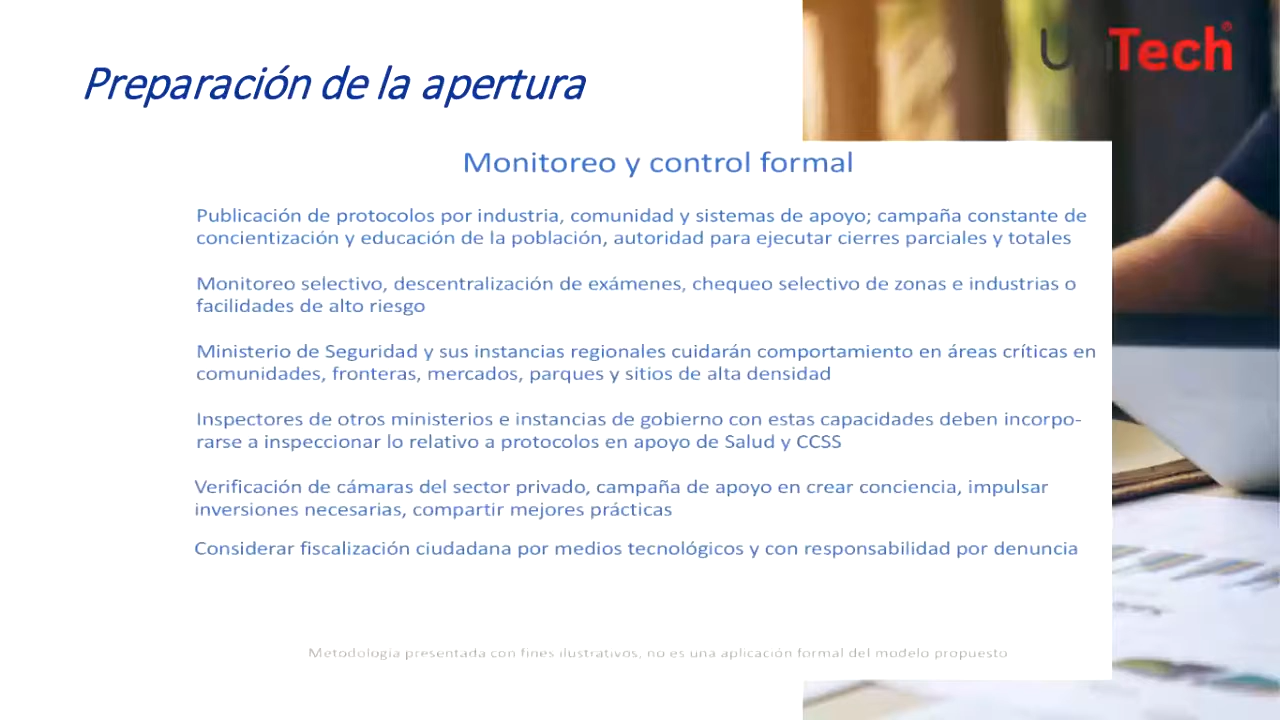 UniTech®
Preparación de la apertura
Monitoreo y control formal
Publicación de protocolos por industria, comunidad y sistemas de apoyo; campaña constante de
concientización y educación de la población, autoridad para ejecutar cierres parciales y totales
Monitoreo selectivo, descentralización de exámenes, chequeo selectivo de zonas e industrias o
facilidades de alto riesgo
Ministerio de Seguridad y sus instancias regionales cuidarán comportamiento en áreas críticas en
comunidades, fronteras, mercados, parques y sitios de alta densidad
Inspectores de otros ministerios e instancias de gobierno con estas capacidades deben incorpo-
rarse a inspeccionar lo relativo a protocolos en apoyo de Salud y CCSS
Verificación de cámaras del sector privado, campaña de apoyo en crear conciencia, impulsar
inversiones necesarias, compartir mejores prácticas
Considerar fiscalización ciudadana por medios tecnológicos y con responsabilidad por denuncia
Metodología presentada con fines ilustrativos, no es una aplicación formal del modelo propuesto